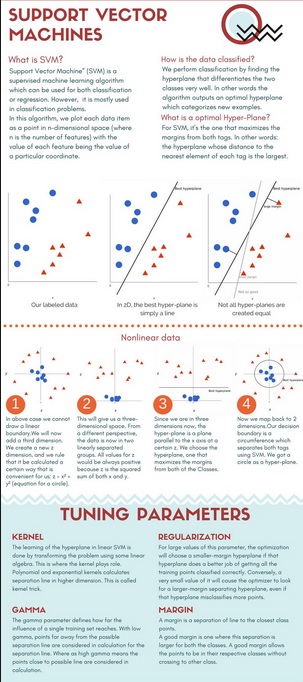 SUPPORT VECTOR
MACHINES
What is SVM?
Support Vector Machine" (SVM) is a
supervised machine learning algorithm
which can be used for both classification
or regression. However, it is mostly used
in classification problems.
In this algorithm, we plot each data item
as a point in n-dimensional space (where
n is the number of features) with the
value of each feature being the value of
a particular coordinate.
How is the data classified?
We perform classification by finding the
hyperplane that differentiates the two
classes very well. In other words the
algorithm outputs an optimal hyperplane
which categorizes new examples.
What is a optimal Hyper-Plane?
For SVM, it's the one that maximizes the
margins from both tags. In other words:
the hyperplane whose distance to the
nearest element of each tag is the largest.
Best hyperplane
Best hyperplane
large margin
small margin
Not so good
Our labeled data
In 2D, the best hyper-plane is
simply a line
Not all hyper-planes are
created equal
Nonlinear data
Best hyperplane
1
In above case we cannot
draw a linear
boundary.We will now
add a third dimension.
We create a new z
dimension, and we rule
that it be calculated a
certain way that is
convenient for us: z = x² +
y² (equation for a circle).
2
This will give us a three-
dimensional space. From
a different perspective,
the data is now in two
linearly separated
groups. All values for z
would be always positive
because z is the squared
sum of both x and y.
3
Since we are in three
dimensions now, the
hyper-plane is a plane
parallel to the x axis at a
certain z. We choose the
hyperplane, one that
maximizes the margins
from both of the Classes.
4
Now we map back to 2
dimensions.Our decision
boundary is a
circumference which
separates both tags
using SVM. We got a
circle as a hyper-plane.
TUNING PARAMETERS
KERNEL
The learning of the hyperplane in linear SVM is
done by transforming the problem using some linear
algebra. This is where the kernel plays role.
Polynomial and exponential kernels calculates
separation line in higher dimension. This is called
kernel trick.
REGULARIZATION
For large values of this parameter, the optimization
will choose a smaller-margin hyperplane if that
hyperplane does a better job of getting all the
training points classified correctly. Conversely, a
very small value of it will cause the optimizer to look
for a larger-margin separating hyperplane, even if
that hyperplane misclassifies more points.
GAMMA
The gamma parameter defines how far the
influence of a single training set reaches. With low
gamma, points far away from the possible
separation line are considered in calculation for the
separation line. Where as high gamma means the
points close to possible line are considered in
calculation.
MARGIN
A margin is a separation of line to the closest class
points.
A good margin is one where this separation is
larger for both the classes. A good margin allows
the points to be in their respective classes without
crossing to other class.